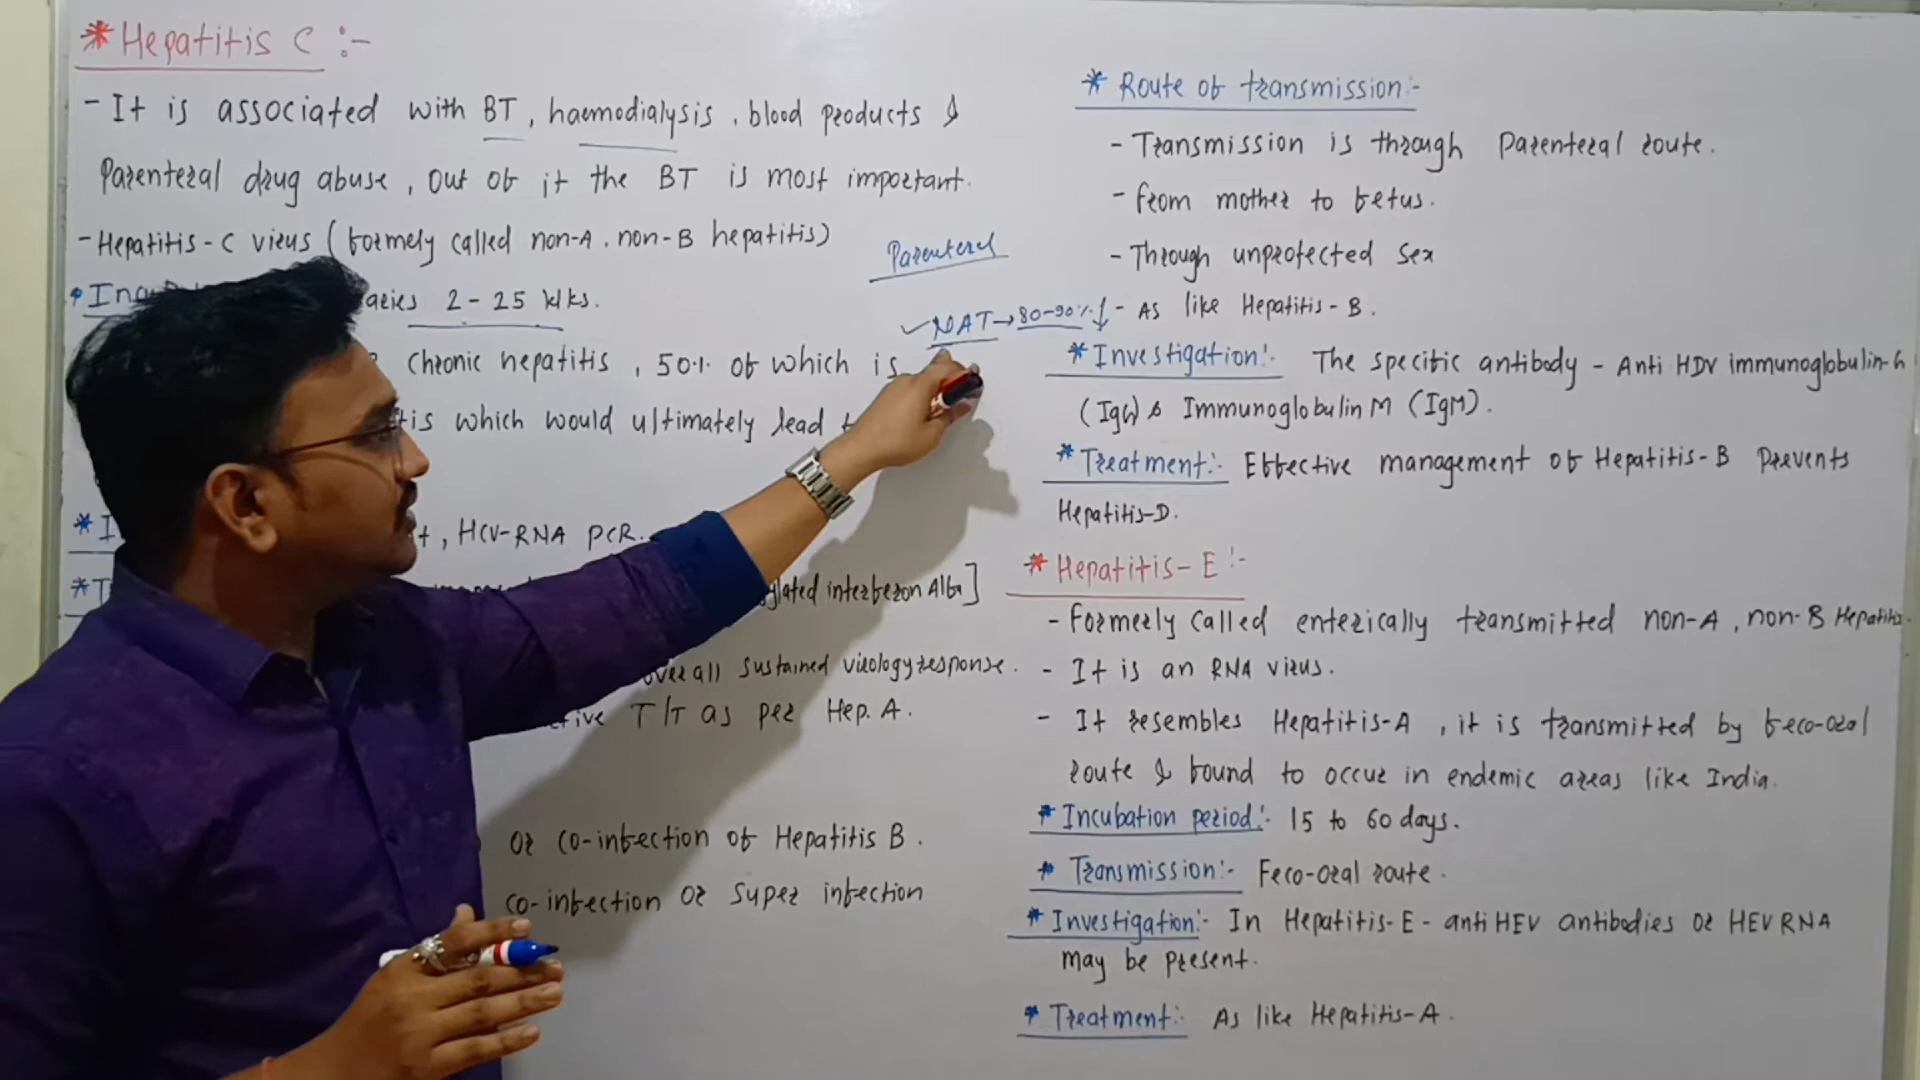 * Hepatitis C :-
- It is associated with BT, haemodialysis, blood products &
Parenteral drug abuse, out of it the BT is most important.
- Hepatitis-C virus (formely called non-A, non-B hepatitis)
2 - 25 Wks.
chronic hepatitis, 50% of which is
which would ultimately lead
, HCV-RNA PCR.
interferon Alfa]
overall sustained virology response.
T/T as per Hep. A.
Or co-infection of Hepatitis B.
co-infection or super infection
Parenteral
✓ NAT → 80-90% ↓
* Route of transmission:-
- Transmission is through parenteral route.
- from mother to fetus.
- Through unprotected sex
- As like Hepatitis-B.
* Investigation:- The specific antibody - Anti HDV immunoglobulin-G
(IgG) & Immunoglobulin M (IgM).
* Treatment:- Effective management of Hepatitis-B prevents
Hepatitis-D.
* Hepatitis-E :-
- Formerly called enterically transmitted non-A, non-B Hepatitis.
- It is an RNA virus.
- It resembles Hepatitis-A, it is transmitted by feco-oral
route & bound to occur in endemic areas like India.
* Incubation period:- 15 to 60 days.
* Transmission:- Feco-oral route.
* Investigation:- In Hepatitis-E - anti HEV antibodies or HEV RNA
may be present.
* Treatment:- As like Hepatitis-A.